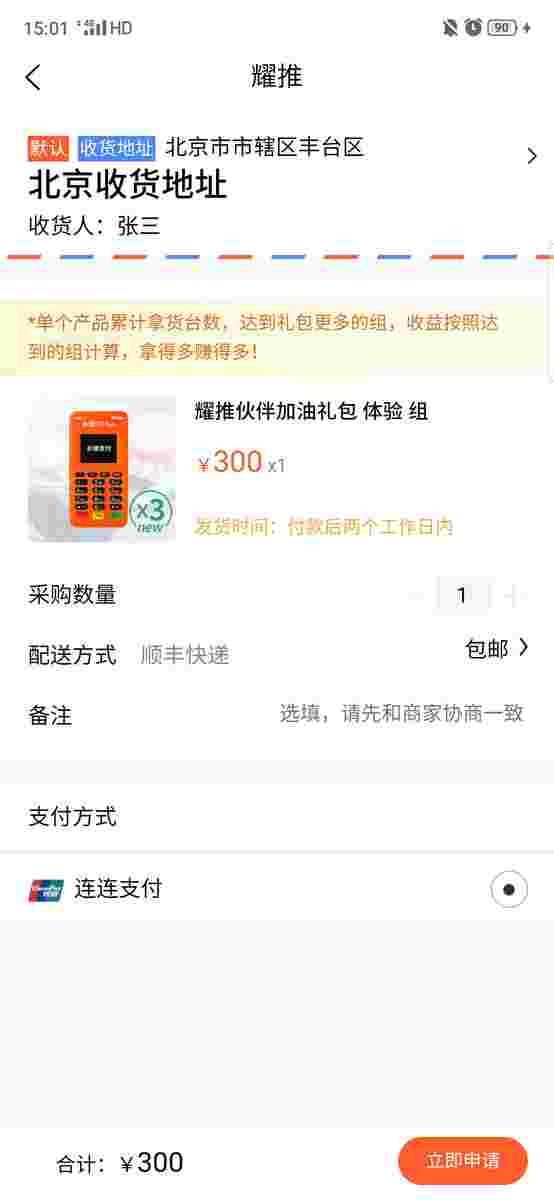 15:01 4G HD 90
耀推
默认 收货地址 北京市市辖区丰台区
北京收货地址
收货人：张三
*单个产品累计拿货台数，达到礼包更多的组，收益按照达
到的组计算，拿得多赚得多！
耀推伙伴加油礼包 体验 组
￥300 x1
x3
new
发货时间：付款后两个工作日内
采购数量 － 1 ＋
配送方式 顺丰快递 包邮
备注 选填，请先和商家协商一致
支付方式
连连支付
合计：￥300 立即申请